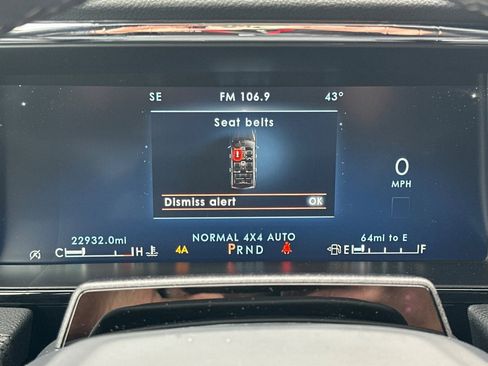 SE FM 106.9 43°
Seat belts
0
MPH
Dismiss alert OK
22932.0mi NORMAL 4X4 AUTO 64mi to E
C H 4A PRND E F